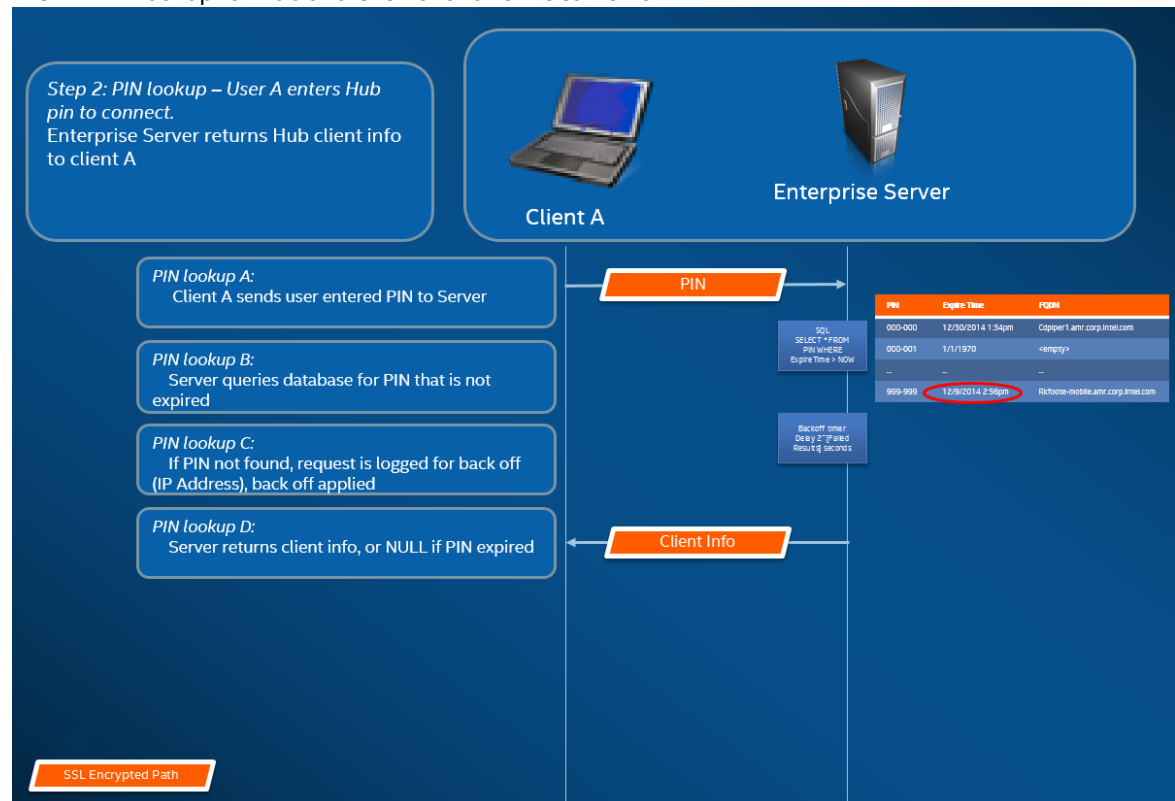 Step 2: PIN lookup – User A enters Hub
pin to connect.
Enterprise Server returns Hub client info
to client A
Client A
Enterprise Server
PIN lookup A:
Client A sends user entered PIN to Server
PIN
PIN lookup B:
Server queries database for PIN that is not
expired
SQL
SELECT * FROM
PIN WHERE
Expire Time > NOW
PIN Expire Time FQDN
000-000 12/30/2014 1:34pm Cdpiper1.amr.corp.intel.com
000-001 1/1/1970 <empty>
... ... ...
999-999 12/9/2014 2:56pm Rkfoote-mobile.amr.corp.intel.com
PIN lookup C:
If PIN not found, request is logged for back off
(IP Address), back off applied
Backoff timer
Delay 2^[Failed
Results] seconds
PIN lookup D:
Server returns client info, or NULL if PIN expired
Client Info
SSL Encrypted Path